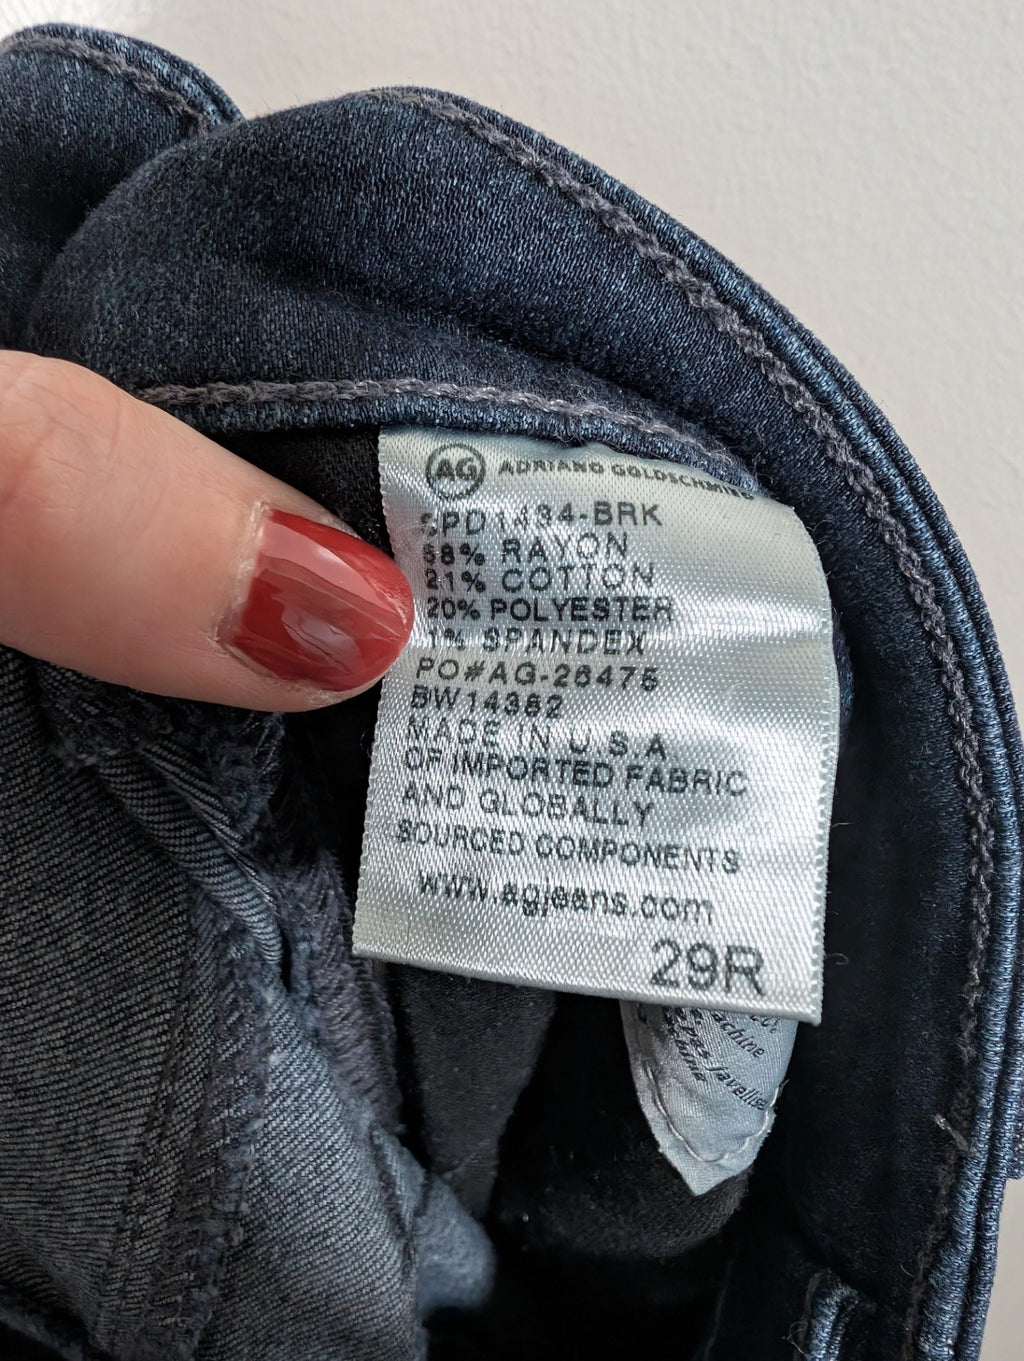 AG ADRIANO GOLDSCHMIED
SPD1434-BRK
58% RAYON
21% COTTON
20% POLYESTER
1% SPANDEX
PO#AG-26475
BW14382
MADE IN U.S.A
OF IMPORTED FABRIC
AND GLOBALLY
SOURCED COMPONENTS
www.agjeans.com
29R